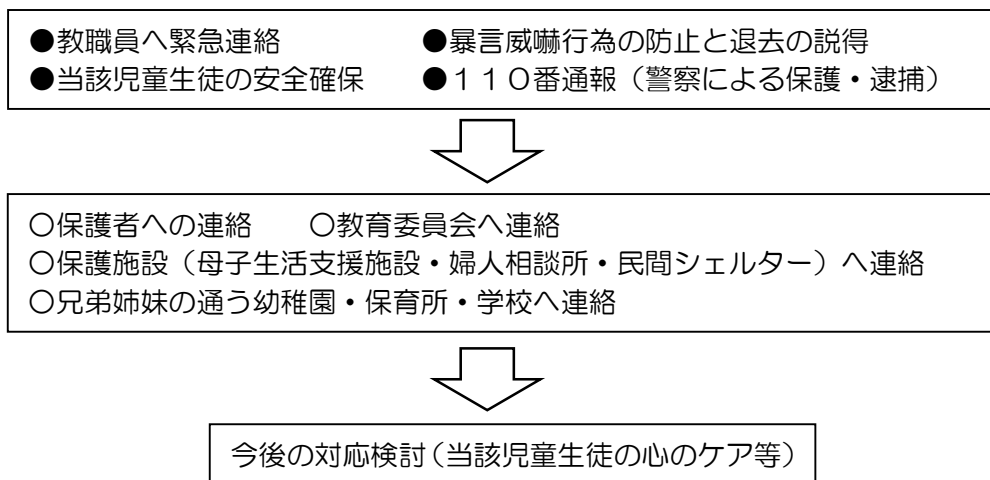 ●教職員へ緊急連絡　　　　　●暴言威嚇行為の防止と退去の説得
●当該児童生徒の安全確保　　●１１０番通報（警察による保護・逮捕）
〇保護者への連絡　　〇教育委員会へ連絡
〇保護施設（母子生活支援施設・婦人相談所・民間シェルター）へ連絡
〇兄弟姉妹の通う幼稚園・保育所・学校へ連絡
今後の対応検討（当該児童生徒の心のケア等）